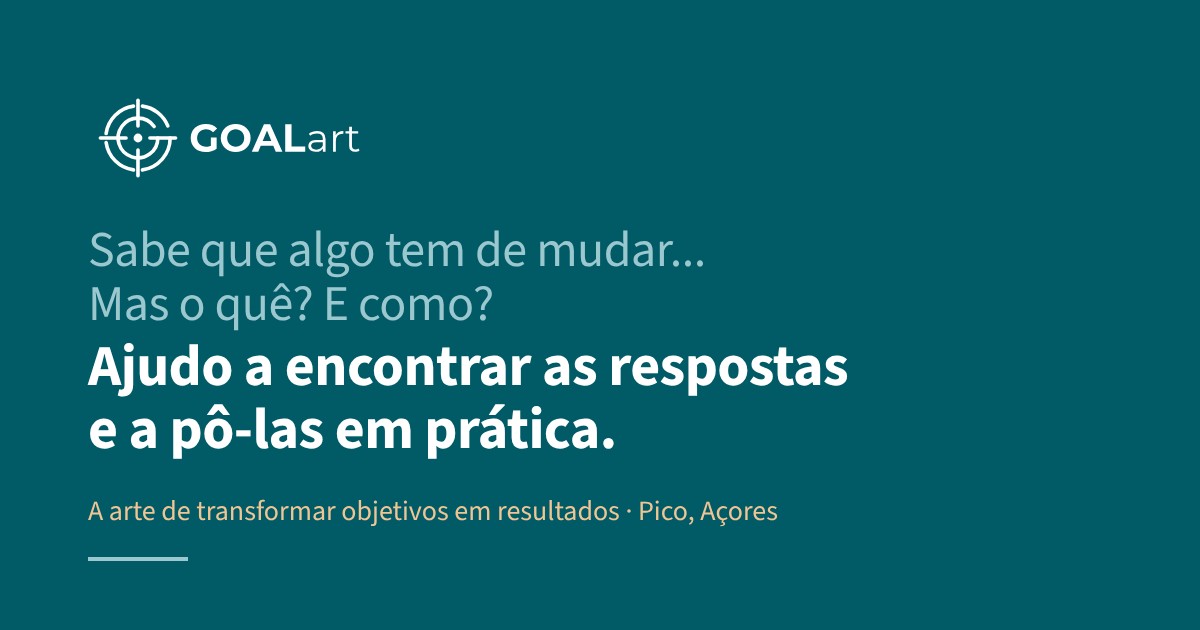 GOALart
Sabe que algo tem de mudar...
Mas o quê? E como?
Ajudo a encontrar as respostas
e a pô-las em prática.
A arte de transformar objetivos em resultados · Pico, Açores